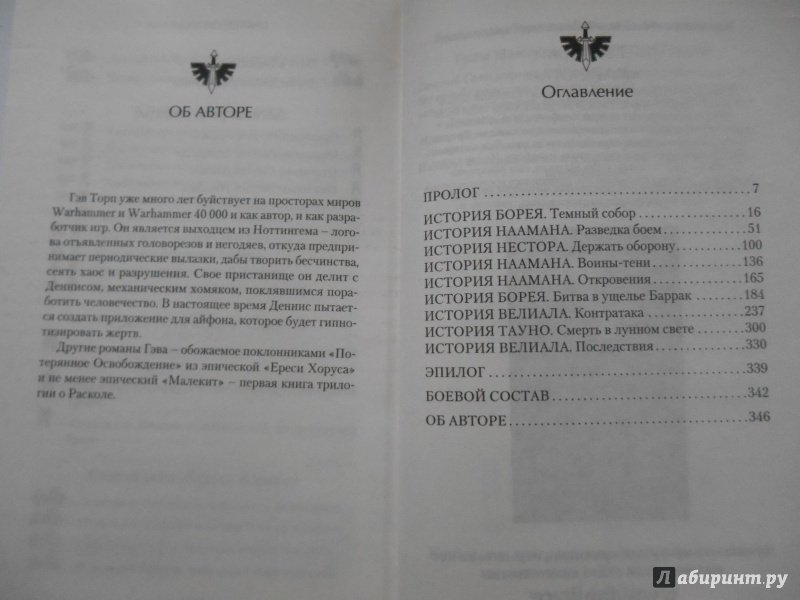 ОБ АВТОРЕ
Гэв Торп уже много лет буйствует на просторах миров
Warhammer и Warhammer 40 000 и как автор, и как разра-
ботчик игр. Он является выходцем из Ноттингема – лого-
ва отъявленных головорезов и негодяев, откуда предпри-
нимает периодические вылазки, дабы творить бесчинства,
сеять хаос и разрушения. Свое пристанище он делит с
Деннисом, механическим хомяком, поклявшимся пора-
ботить человечество. В настоящее время Деннис пытает-
ся создать приложение для айфона, которое будет гипно-
тизировать жертв.
Другие романы Гэва – обожаемое поклонниками «По-
терянное Освобождение» из эпической «Ереси Хоруса»
и не менее эпический «Малекит» – первая книга трило-
гии о Расколе.
Оглавление
ПРОЛОГ 7
ИСТОРИЯ БОРЕЯ. Темный собор 16
ИСТОРИЯ НААМАНА. Разведка боем 51
ИСТОРИЯ НЕСТОРА. Держать оборону 100
ИСТОРИЯ НААМАНА. Воины-тени 136
ИСТОРИЯ НААМАНА. Откровения 165
ИСТОРИЯ БОРЕЯ. Битва в ущелье Баррак 184
ИСТОРИЯ ВЕЛИАЛА. Контратака 237
ИСТОРИЯ ТАУНО. Смерть в лунном свете 300
ИСТОРИЯ ВЕЛИАЛА. Последствия 330
ЭПИЛОГ 339
БОЕВОЙ СОСТАВ 342
ОБ АВТОРЕ 346
Лабиринт.ру